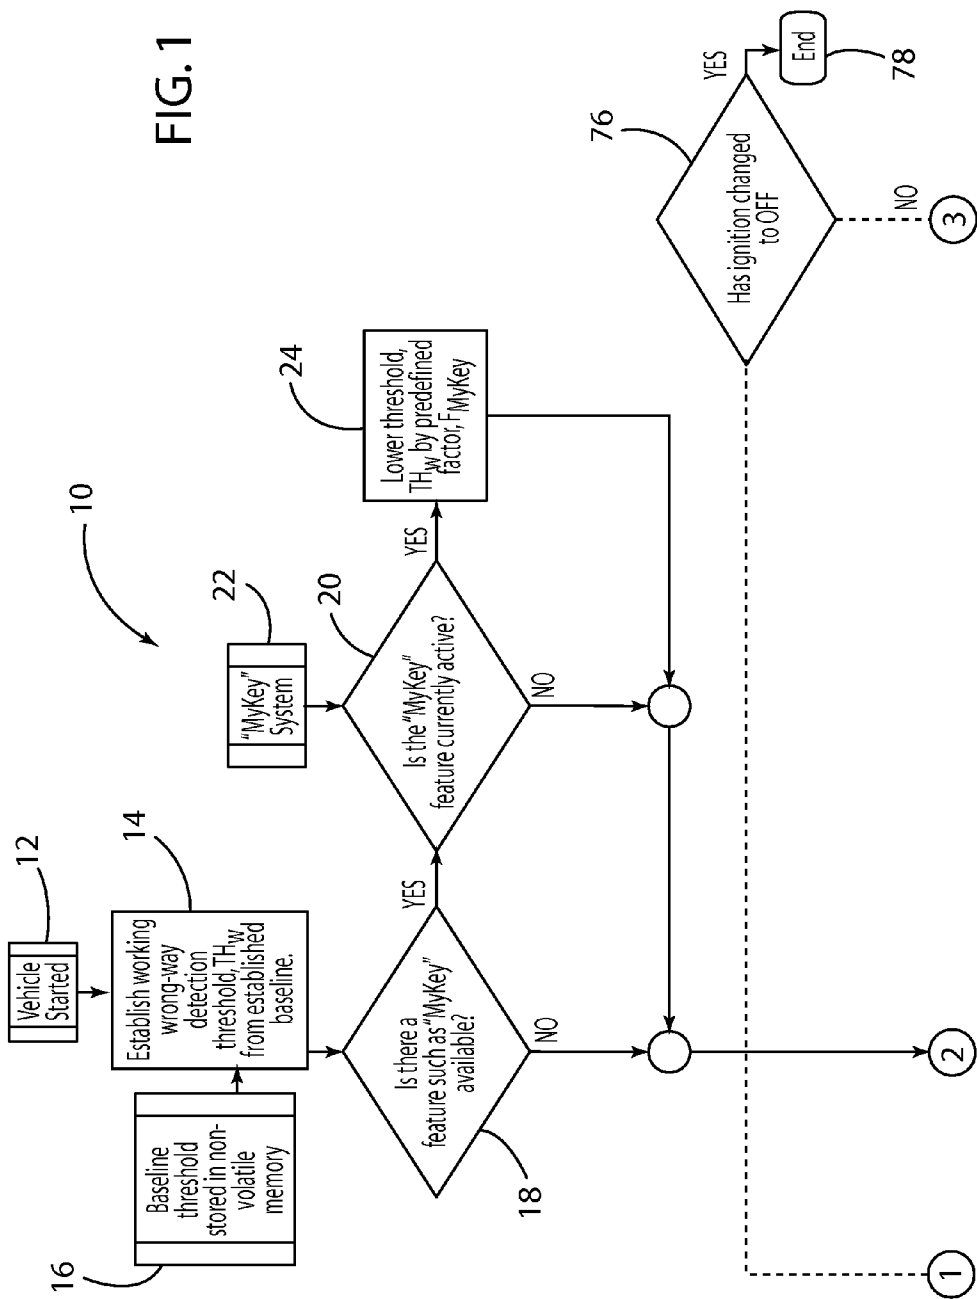 FIG. 1
10
12
Vehicle
Started
14
Establish working
wrong-way
detection
threshold, THW
from established
baseline.
16
Baseline
threshold
stored in non-
volatile
memory
18
Is there a
feature such as "MyKey"
available?
YES
NO
22
"MyKey"
System
20
Is the "MyKey"
feature currently active?
YES
NO
24
Lower threshold,
THW by predefined
factor, FMyKey
76
Has ignition changed
to OFF
YES
NO
End
78
1
2
3